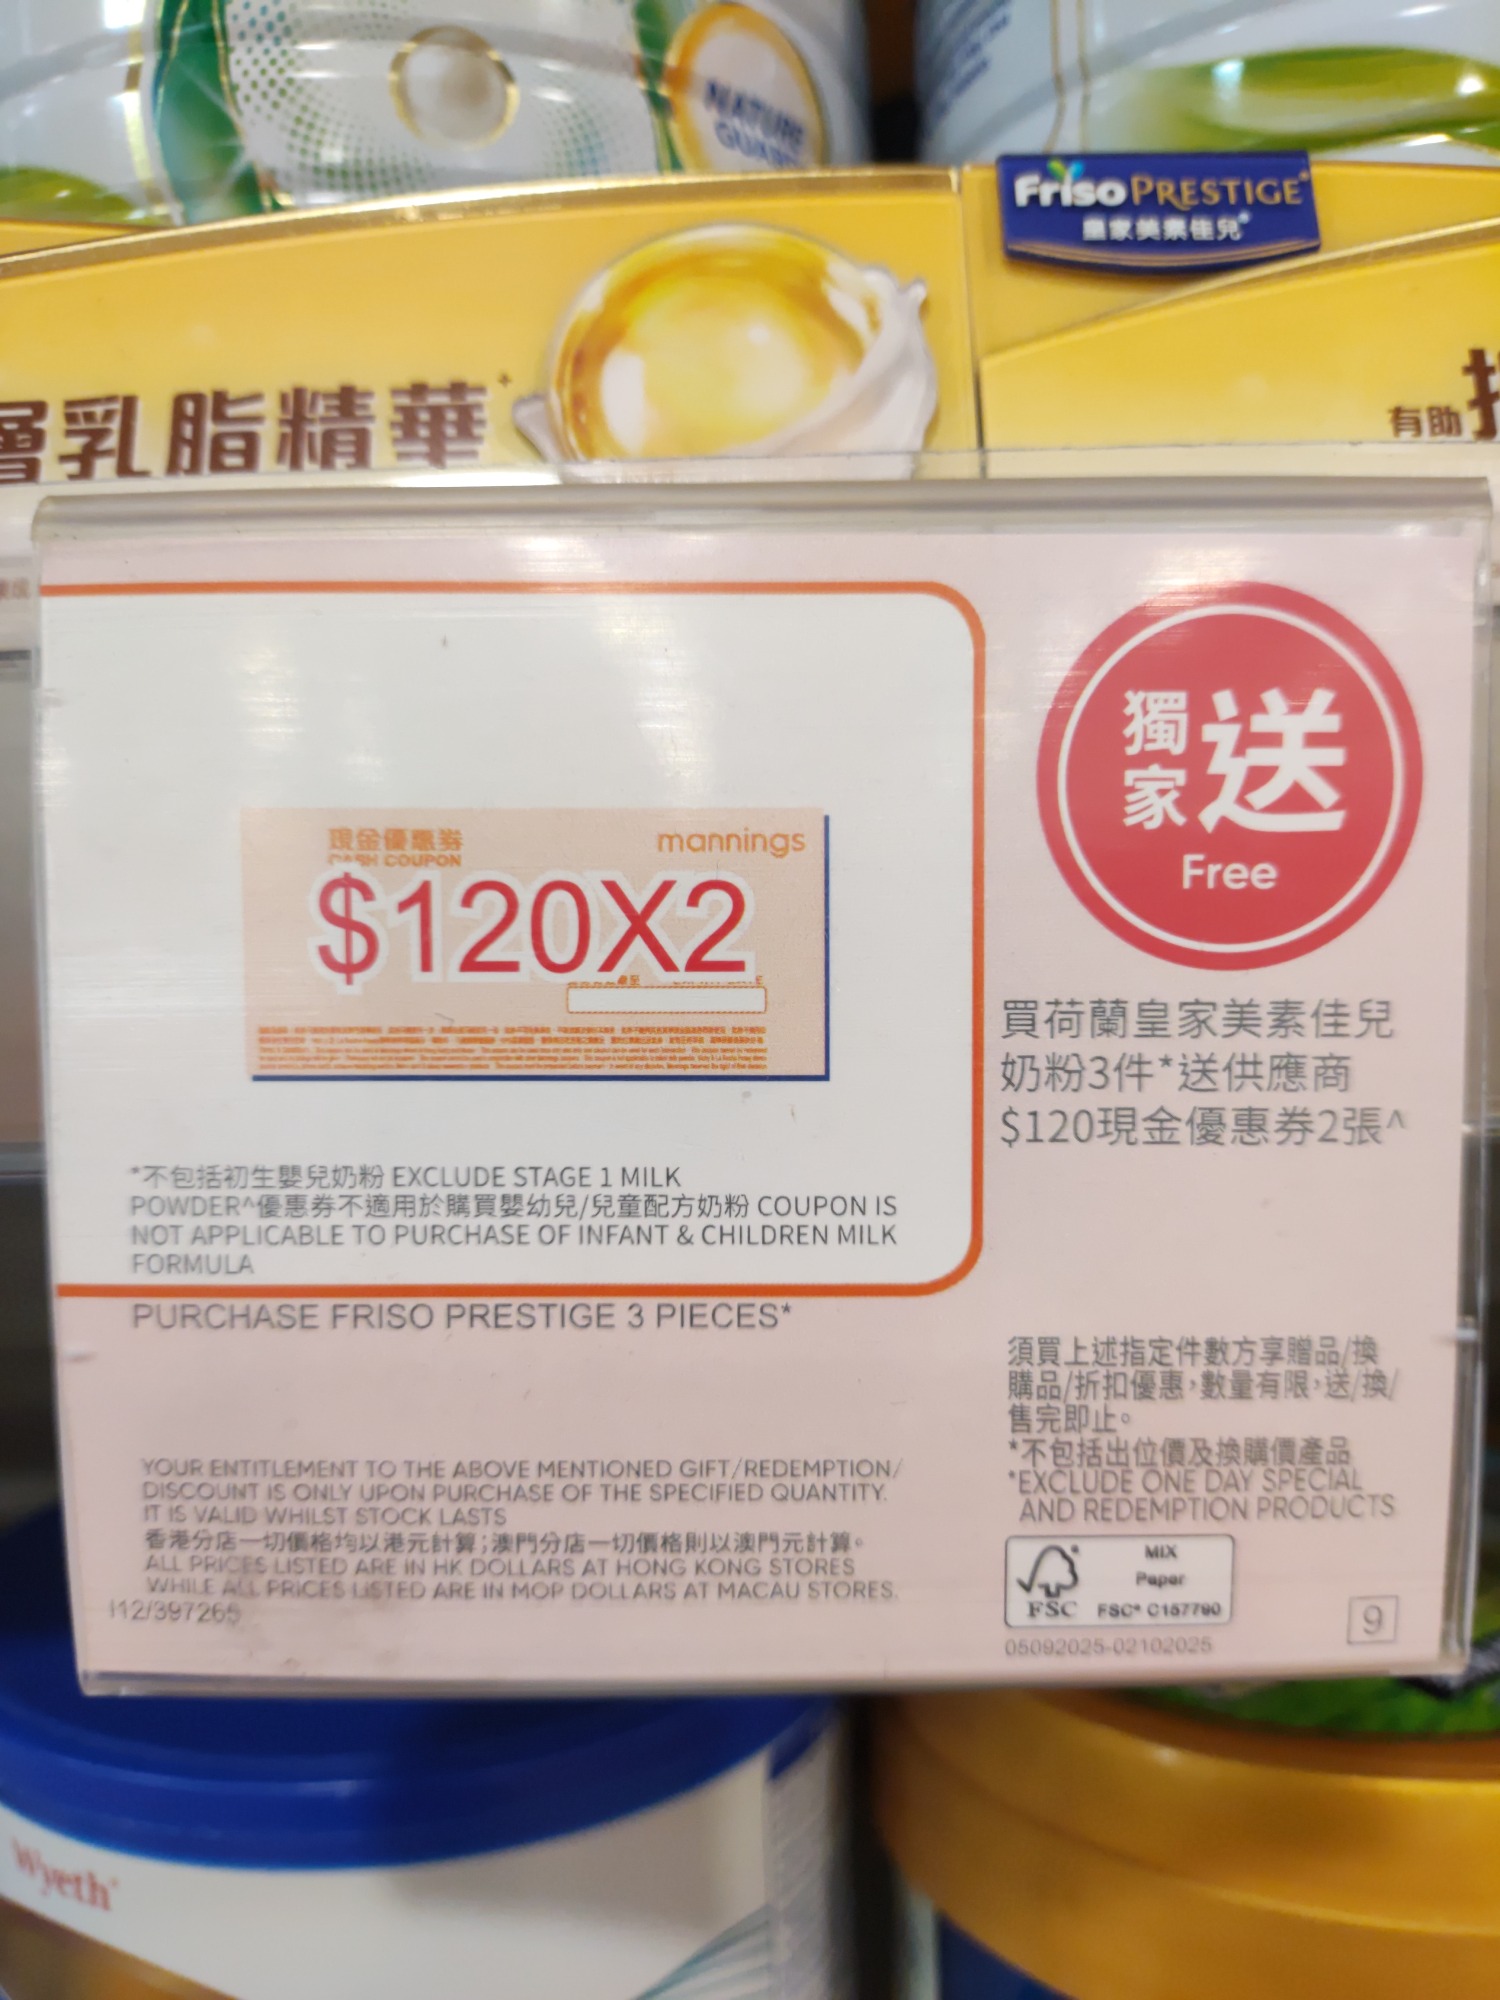 NATURE
Friso PRESTIGE
皇家美素佳兒
層乳脂精華
有助
獨家送
Free
現金優惠券
CASH COUPON
mannings
$120X2
買荷蘭皇家美素佳兒
奶粉3件*送供應商
$120現金優惠券2張^
*不包括初生嬰兒奶粉 EXCLUDE STAGE 1 MILK
POWDER^優惠券不適用於購買嬰幼兒/兒童配方奶粉 COUPON IS
NOT APPLICABLE TO PURCHASE OF INFANT & CHILDREN MILK
FORMULA
PURCHASE FRISO PRESTIGE 3 PIECES*
須買上述指定件數方享贈品/換
購品/折扣優惠,數量有限,送/換/
售完即止。
*不包括出位價及換購價產品
*EXCLUDE ONE DAY SPECIAL
AND REDEMPTION PRODUCTS
YOUR ENTITLEMENT TO THE ABOVE MENTIONED GIFT/REDEMPTION/
DISCOUNT IS ONLY UPON PURCHASE OF THE SPECIFIED QUANTITY.
IT IS VALID WHILST STOCK LASTS
香港分店一切價格均以港元計算;澳門分店一切價格則以澳門元計算。
ALL PRICES LISTED ARE IN HK DOLLARS AT HONG KONG STORES
WHILE ALL PRICES LISTED ARE IN MOP DOLLARS AT MACAU STORES.
112/397265
MIX
Paper
FSC
FSC® C157790
05092025-02102025
9
Wyeth